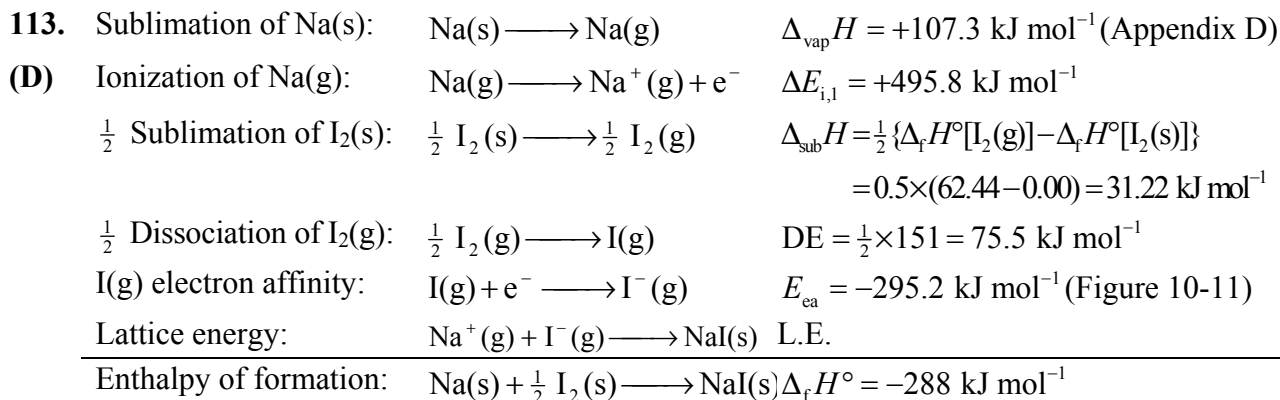 113. Sublimation of Na(s): Na(s) ⟶ Na(g) Δ_vap H = +107.3 kJ mol⁻¹ (Appendix D)
(D) Ionization of Na(g): Na(g) ⟶ Na⁺(g) + e⁻ ΔE_i,1 = +495.8 kJ mol⁻¹
½ Sublimation of I₂(s): ½ I₂(s) ⟶ ½ I₂(g) Δ_sub H = ½{Δ_f H°[I₂(g)] − Δ_f H°[I₂(s)]}
= 0.5×(62.44−0.00) = 31.22 kJ mol⁻¹
½ Dissociation of I₂(g): ½ I₂(g) ⟶ I(g) DE = ½ × 151 = 75.5 kJ mol⁻¹
I(g) electron affinity: I(g) + e⁻ ⟶ I⁻(g) E_ea = −295.2 kJ mol⁻¹ (Figure 10-11)
Lattice energy: Na⁺(g) + I⁻(g) ⟶ NaI(s) L.E.
Enthalpy of formation: Na(s) + ½ I₂(s) ⟶ NaI(s) Δ_f H° = −288 kJ mol⁻¹